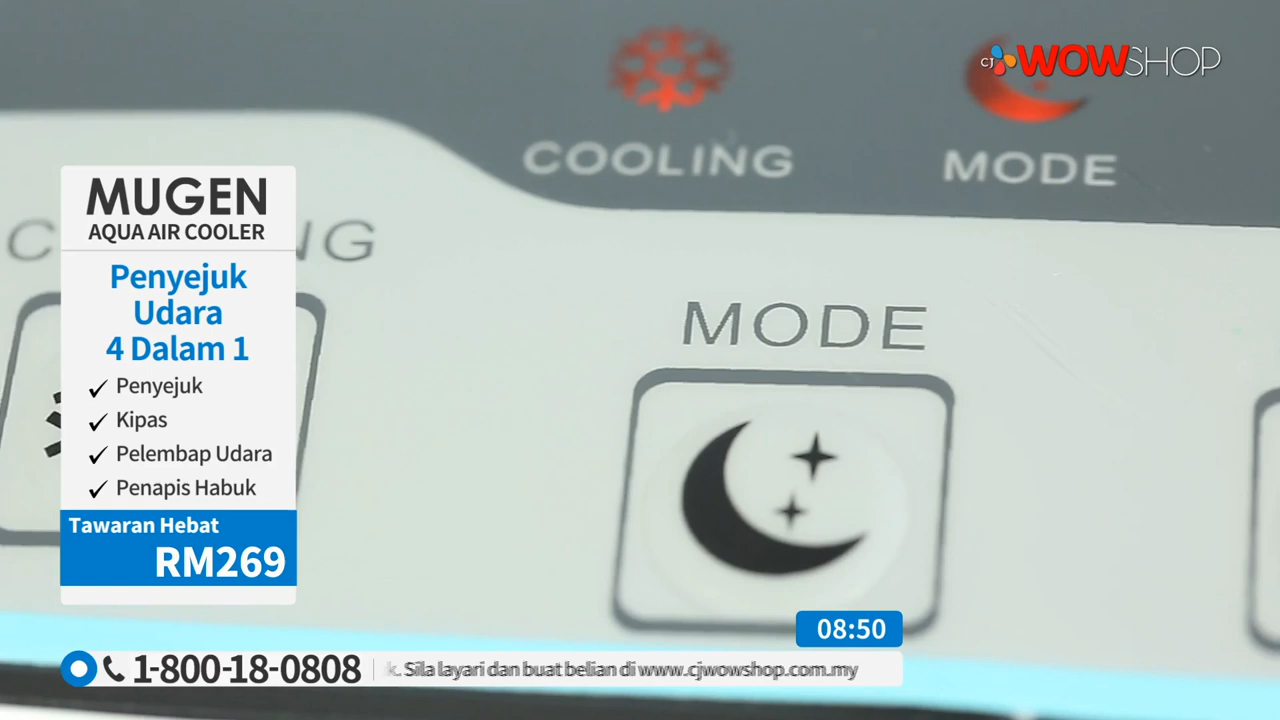 CJ WOWSHOP
COOLING
MODE
MODE
MUGEN
AQUA AIR COOLER
Penyejuk
Udara
4 Dalam 1
Penyejuk
Kipas
Pelembap Udara
Penapis Habuk
Tawaran Hebat
RM269
08:50
1-800-18-0808
k. Sila layari dan buat belian di www.cjwowshop.com.my